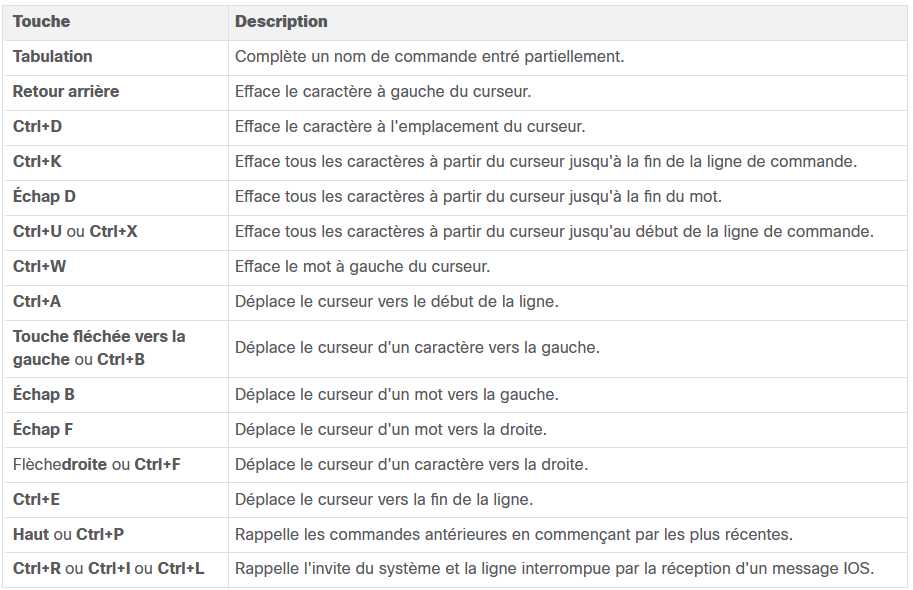 Touche Description
Tabulation Complète un nom de commande entré partiellement.
Retour arrière Efface le caractère à gauche du curseur.
Ctrl+D Efface le caractère à l'emplacement du curseur.
Ctrl+K Efface tous les caractères à partir du curseur jusqu'à la fin de la ligne de commande.
Échap D Efface tous les caractères à partir du curseur jusqu'à la fin du mot.
Ctrl+U ou Ctrl+X Efface tous les caractères à partir du curseur jusqu'au début de la ligne de commande.
Ctrl+W Efface le mot à gauche du curseur.
Ctrl+A Déplace le curseur vers le début de la ligne.
Touche fléchée vers la
gauche ou Ctrl+B Déplace le curseur d'un caractère vers la gauche.
Échap B Déplace le curseur d'un mot vers la gauche.
Échap F Déplace le curseur d'un mot vers la droite.
Flèchedroite ou Ctrl+F Déplace le curseur d'un caractère vers la droite.
Ctrl+E Déplace le curseur vers la fin de la ligne.
Haut ou Ctrl+P Rappelle les commandes antérieures en commençant par les plus récentes.
Ctrl+R ou Ctrl+I ou Ctrl+L Rappelle l'invite du système et la ligne interrompue par la réception d'un message IOS.